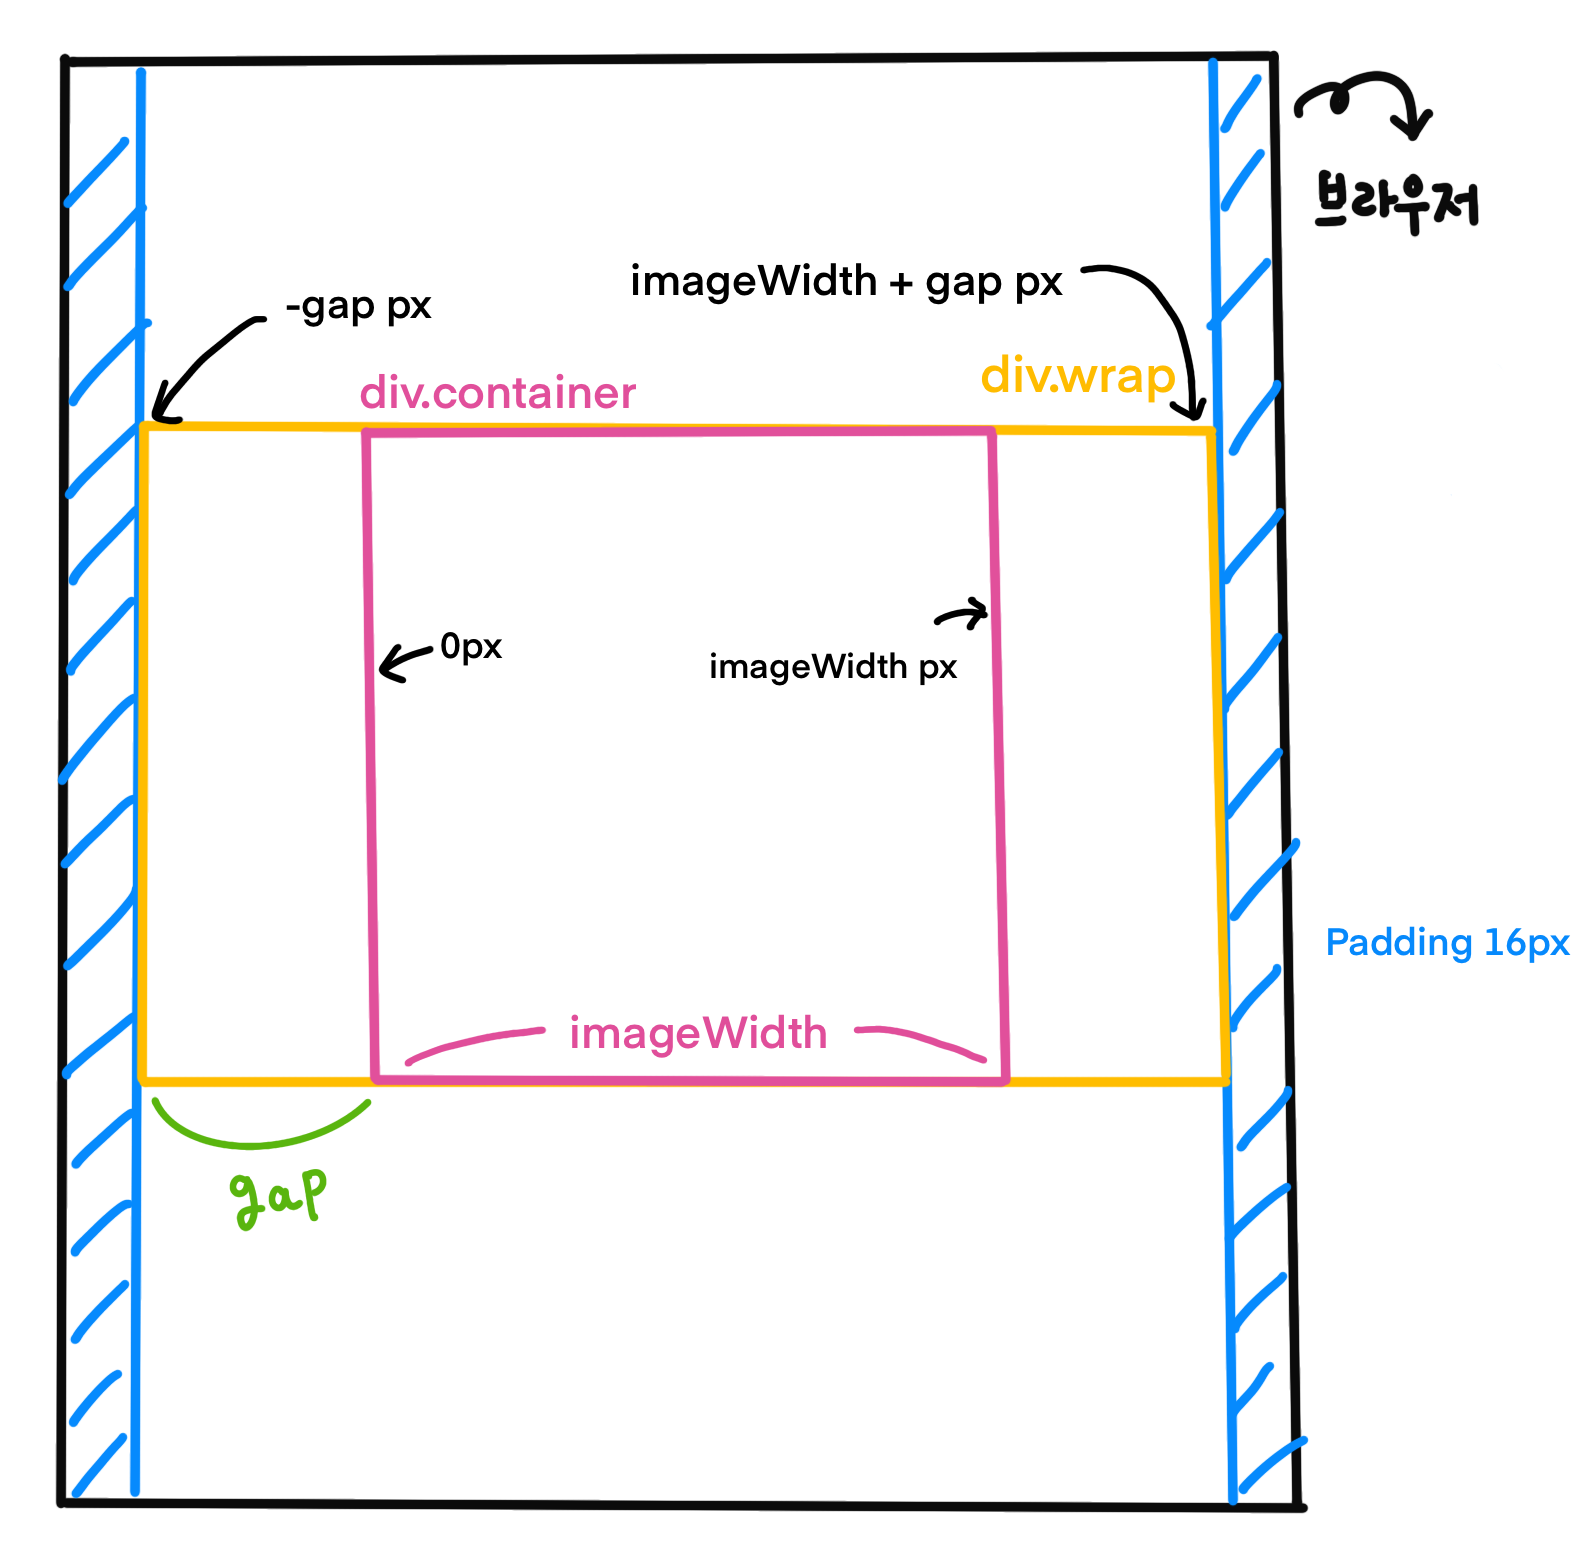 브라우저
imageWidth + gap px
-gap px
div.container
div.wrap
0px
imageWidth px
Padding 16px
imageWidth
gap